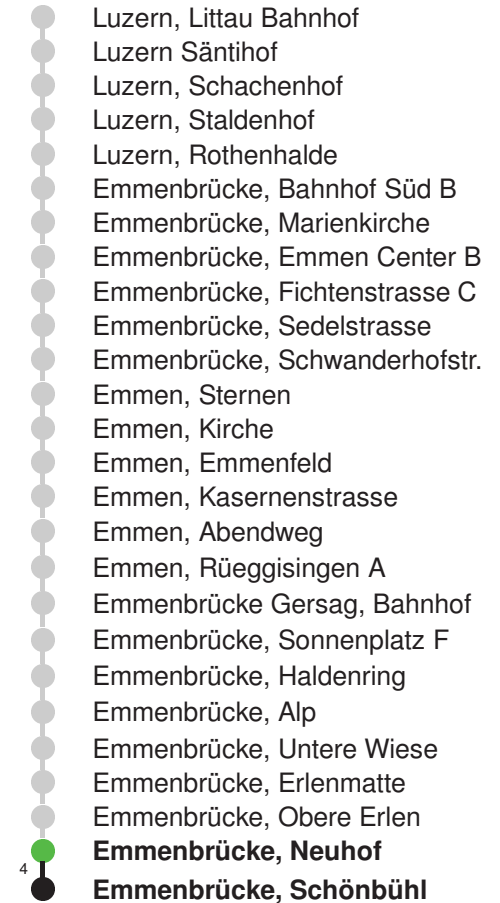 Luzern, Littau Bahnhof
Luzern Säntihof
Luzern, Schachenhof
Luzern, Staldenhof
Luzern, Rothenhalde
Emmenbrücke, Bahnhof Süd B
Emmenbrücke, Marienkirche
Emmenbrücke, Emmen Center B
Emmenbrücke, Fichtenstrasse C
Emmenbrücke, Sedelstrasse
Emmenbrücke, Schwanderhofstr.
Emmen, Sternen
Emmen, Kirche
Emmen, Emmenfeld
Emmen, Kasernenstrasse
Emmen, Abendweg
Emmen, Rüeggisingen A
Emmenbrücke Gersag, Bahnhof
Emmenbrücke, Sonnenplatz F
Emmenbrücke, Haldenring
Emmenbrücke, Alp
Emmenbrücke, Untere Wiese
Emmenbrücke, Erlenmatte
Emmenbrücke, Obere Erlen
Emmenbrücke, Neuhof
4
Emmenbrücke, Schönbühl